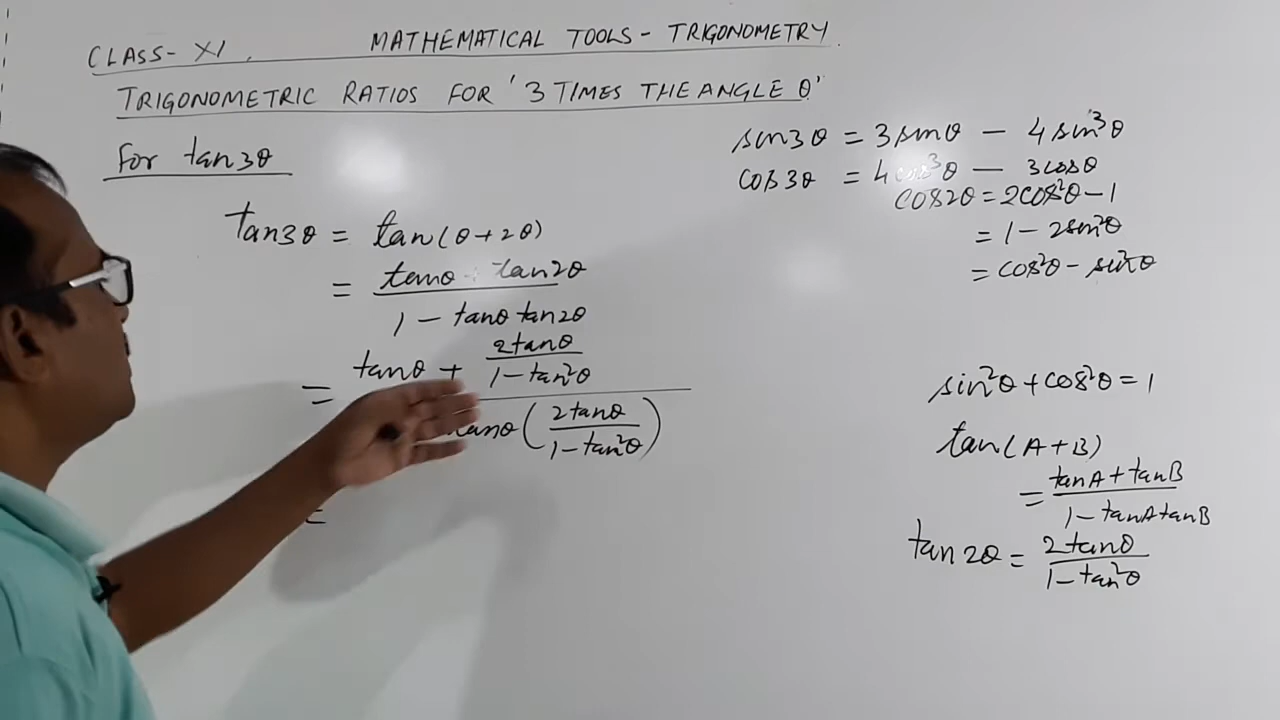 CLASS- XI. MATHEMATICAL TOOLS - TRIGONOMETRY.
TRIGONOMETRIC RATIOS FOR '3 TIMES THE ANGLE θ'
For tan3θ
tan3θ = tan(θ+2θ)
= tanθ + tan2θ
1 - tanθ tan2θ
= tanθ + 2tanθ
1-tan²θ
tanθ ( 2tanθ
1-tan²θ )
=
sin3θ = 3sinθ - 4sin³θ
cos3θ = 4cos³θ - 3cosθ
cos2θ = 2cos²θ-1
= 1-2sin²θ
= cos²θ - sin²θ
sin²θ + cos²θ = 1
tan(A+B)
= tanA + tanB
1-tanAtanB
tan2θ = 2tanθ
1-tan²θ